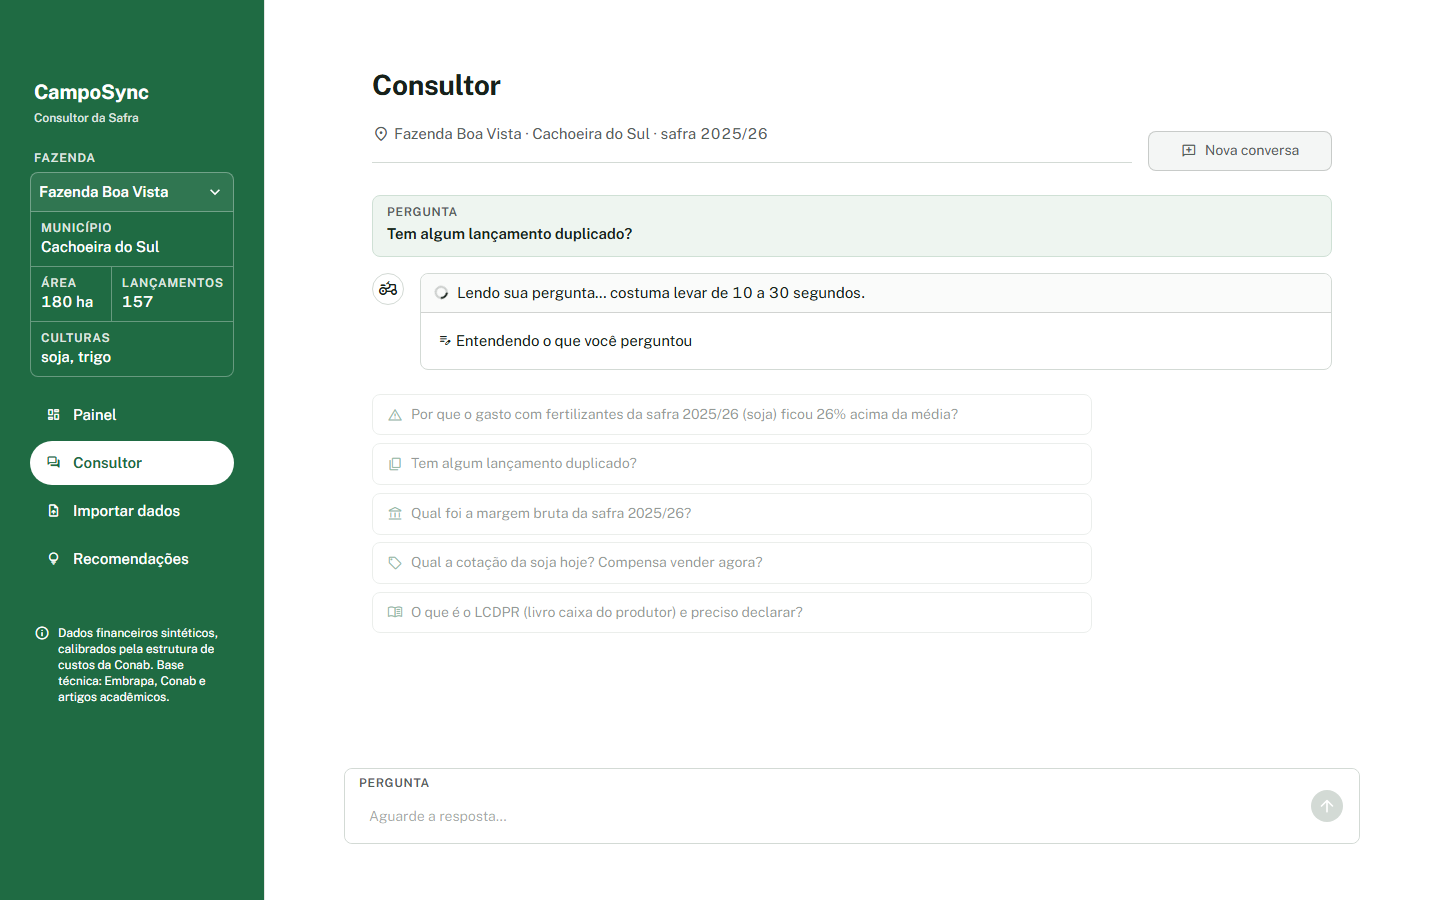 CampoSync
Consultor da Safra
FAZENDA
Fazenda Boa Vista
MUNICÍPIO
Cachoeira do Sul
ÁREA
180 ha
LANÇAMENTOS
157
CULTURAS
soja, trigo
Painel
Consultor
Importar dados
Recomendações
Dados financeiros sintéticos,
calibrados pela estrutura de
custos da Conab. Base
técnica: Embrapa, Conab e
artigos acadêmicos.
Consultor
Fazenda Boa Vista · Cachoeira do Sul · safra 2025/26
Nova conversa
PERGUNTA
Tem algum lançamento duplicado?
Lendo sua pergunta... costuma levar de 10 a 30 segundos.
Entendendo o que você perguntou
Por que o gasto com fertilizantes da safra 2025/26 (soja) ficou 26% acima da média?
Tem algum lançamento duplicado?
Qual foi a margem bruta da safra 2025/26?
Qual a cotação da soja hoje? Compensa vender agora?
O que é o LCDPR (livro caixa do produtor) e preciso declarar?
PERGUNTA
Aguarde a resposta...